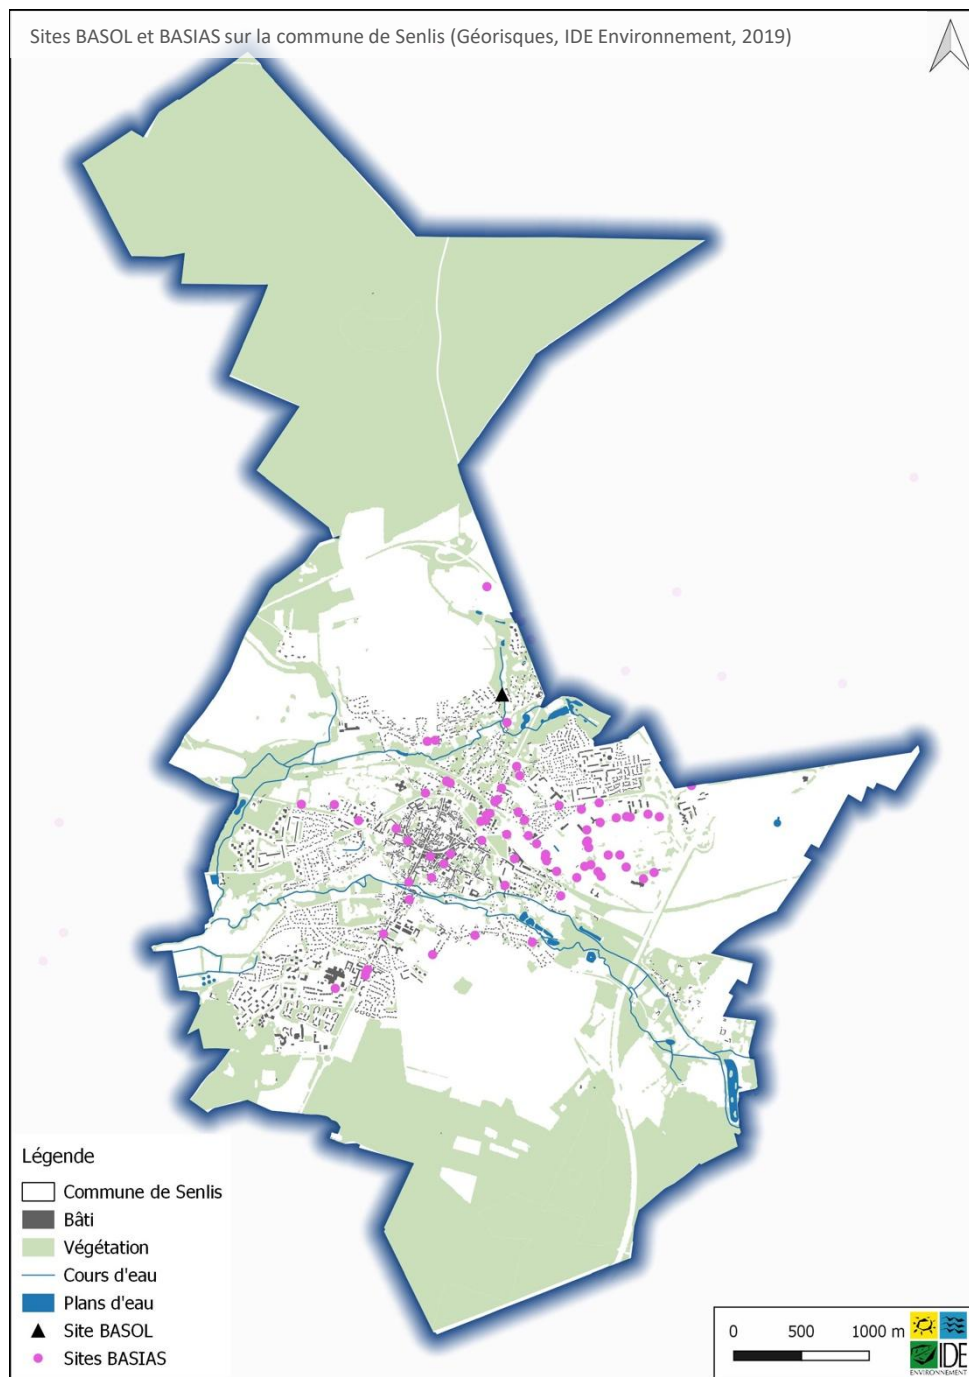 Sites BASOL et BASIAS sur la commune de Senlis (Géorisques, IDE Environnement, 2019)
Légende
Commune de Senlis
Bâti
Végétation
Cours d'eau
Plans d'eau
Site BASOL
Sites BASIAS
0 500 1000 m
IDE
ENVIRONNEMENT